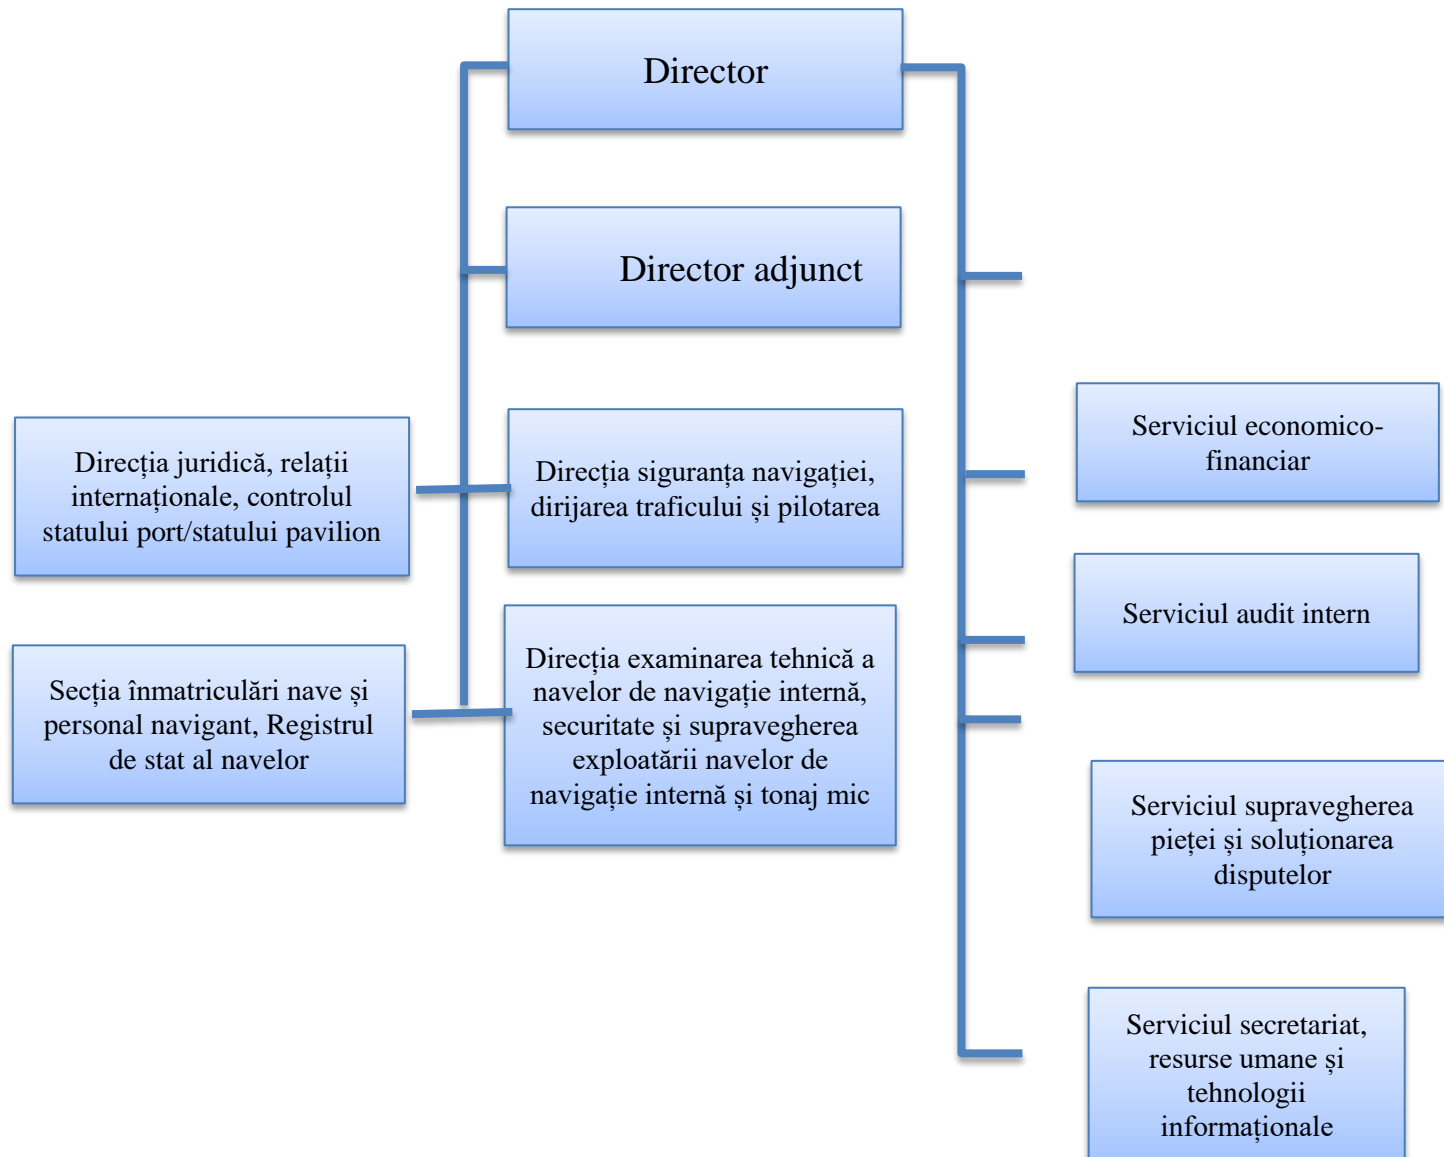 Director
Director adjunct
Direcția juridică, relații
internaționale, controlul
statului port/statului pavilion
Direcția siguranța navigației,
dirijarea traficului și pilotarea
Serviciul economico-
financiar
Serviciul audit intern
Secția înmatriculări nave și
personal navigant, Registrul
de stat al navelor
Direcția examinarea tehnică a
navelor de navigație internă,
securitate și supravegherea
exploatării navelor de
navigație internă și tonaj mic
Serviciul supravegherea
pieței și soluționarea
disputelor
Serviciul secretariat,
resurse umane și
tehnologii
informaționale